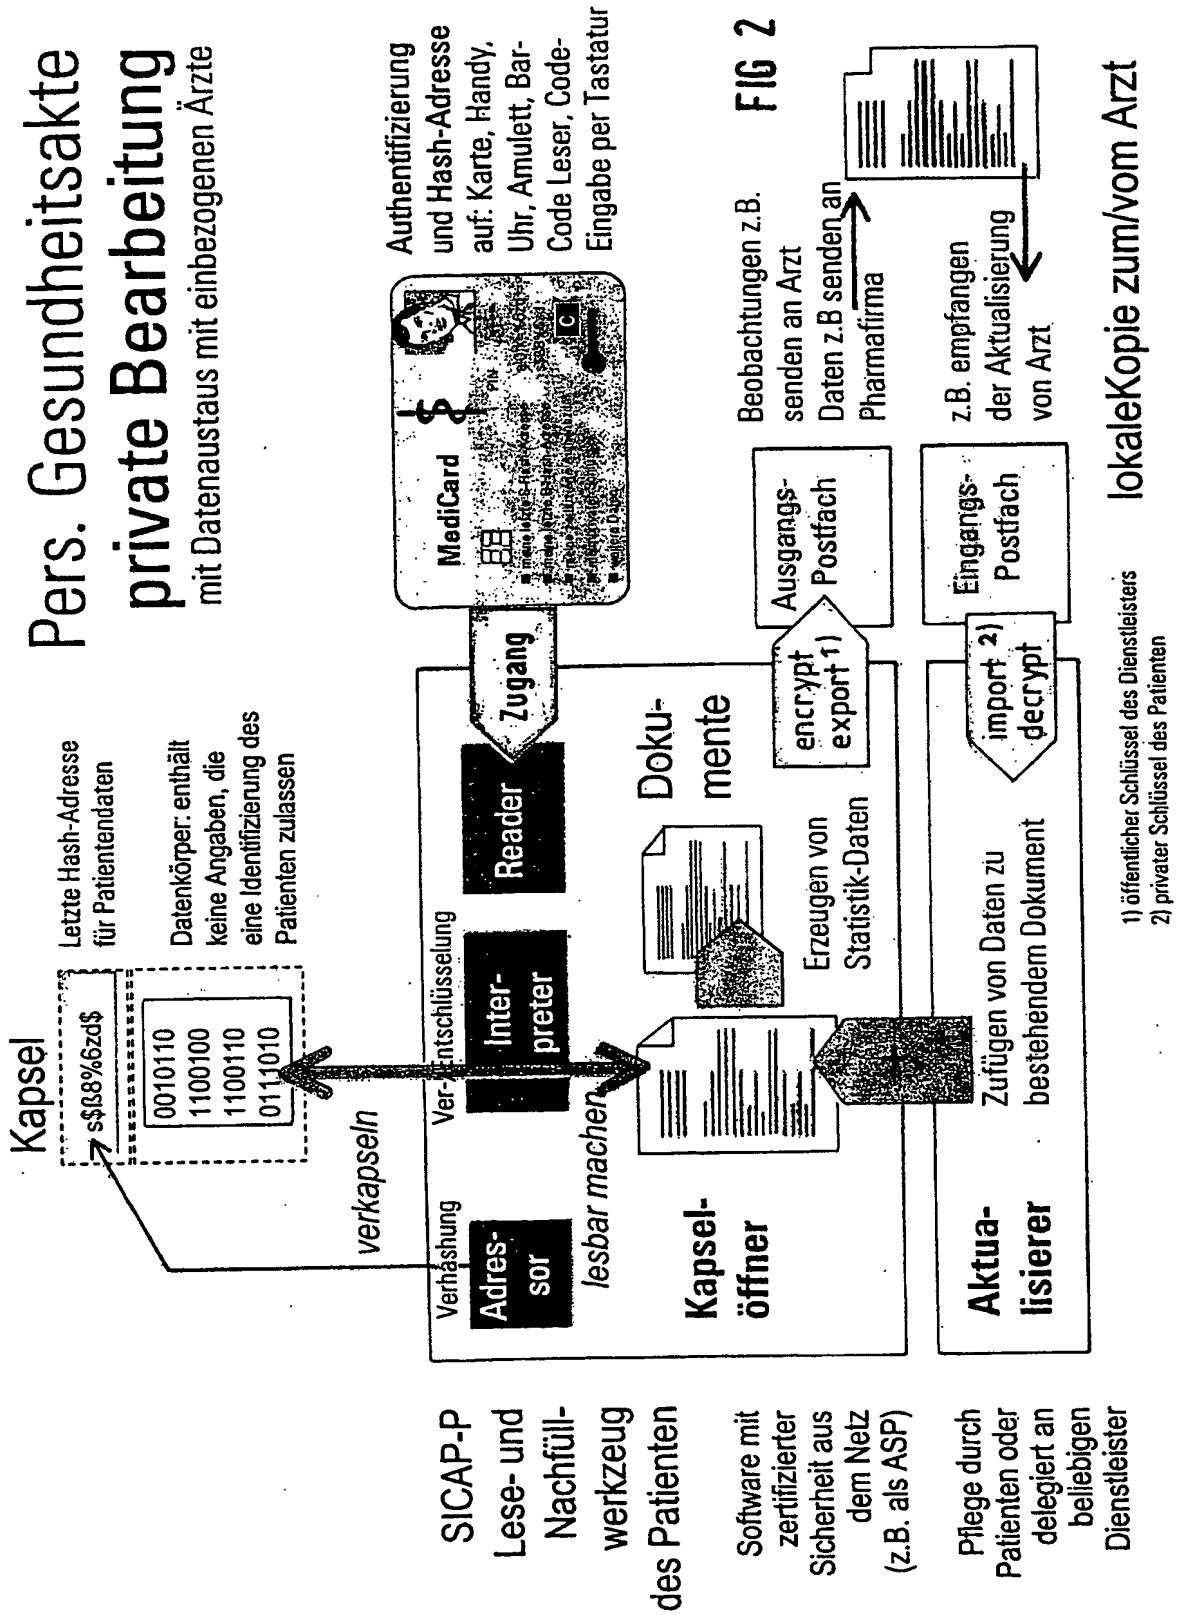 Pers. Gesundheitsakte
private Bearbeitung
mit Datenaustaus mit einbezogenen Ärzte
Kapsel
s$ß8%6zd$
0010110
1100100
1100110
0111010
Letzte Hash-Adresse
für Patientendaten
Datenkörper: enthält
keine Angaben, die
eine Identifizierung des
Patienten zulassen
verkapseln
Authentifizierung
und Hash-Adresse
auf: Karte, Handy,
Uhr, Amulett, Bar-
Code Leser, Code-
Eingabe per Tastatur
MediCard
PIN
C
SICAP-P
Lese- und
Nachfüll-
werkzeug
des Patienten
Verhashung
Adres-
sor
Ver-/Entschlüsselung
Inter-
preter
Reader
Zugang
lesbar machen
Kapsel-
öffner
Doku-
mente
Erzeugen von
Statistik-Daten
encrypt
export 1)
Ausgangs-
Postfach
Beobachtungen z.B.
senden an Arzt
Daten z.B senden an
Pharmafirma
FIG 2
Software mit
zertifizierter
Sicherheit aus
dem Netz
(z.B. als ASP)
Aktua-
lisierer
Zufügen von Daten zu
bestehendem Dokument
import 2)
decrypt
Eingangs-
Postfach
z.B. empfangen
der Aktualisierung
von Arzt
Pflege durch
Patienten oder
delegiert an
beliebigen
Dienstleister
lokaleKopie zum/vom Arzt
1) öffentlicher Schlüssel des Dienstleisters
2) privater Schlüssel des Patienten